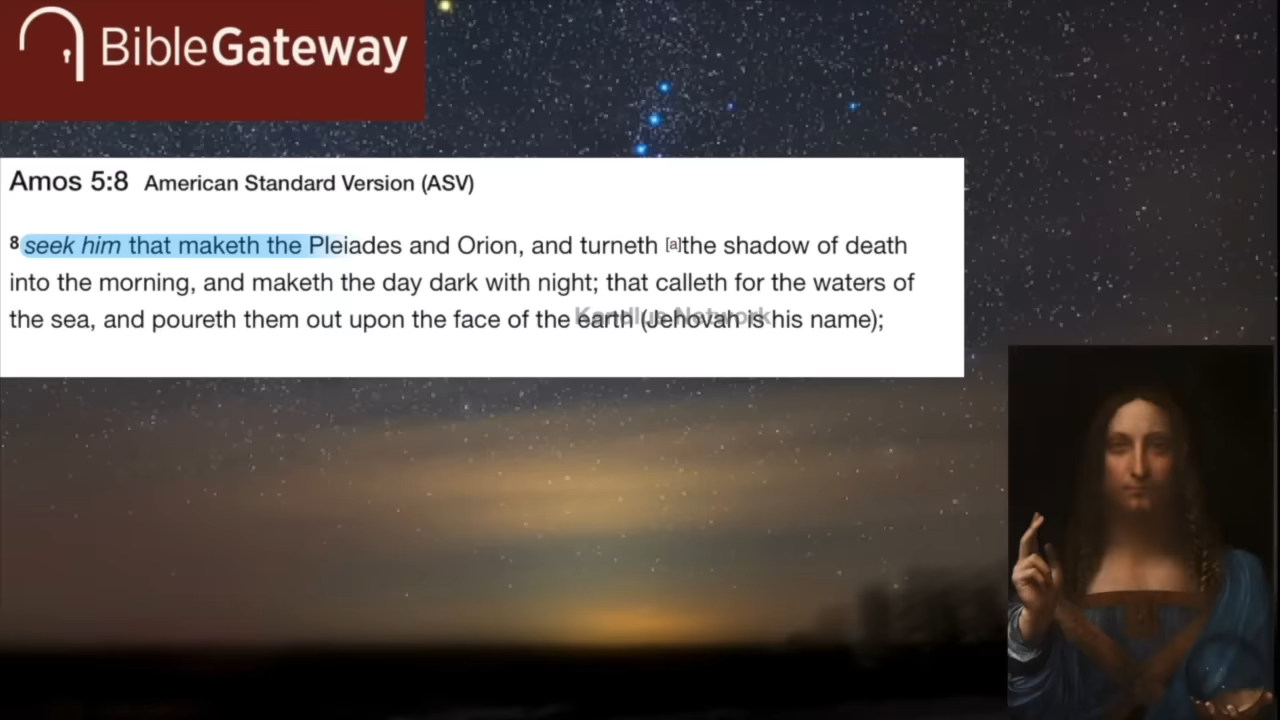 BibleGateway
Amos 5:8 American Standard Version (ASV)
8 seek him that maketh the Pleiades and Orion, and turneth [a]the shadow of death
into the morning, and maketh the day dark with night; that calleth for the waters of
the sea, and poureth them out upon the face of the earth (Jehovah is his name);
Kandlus Network